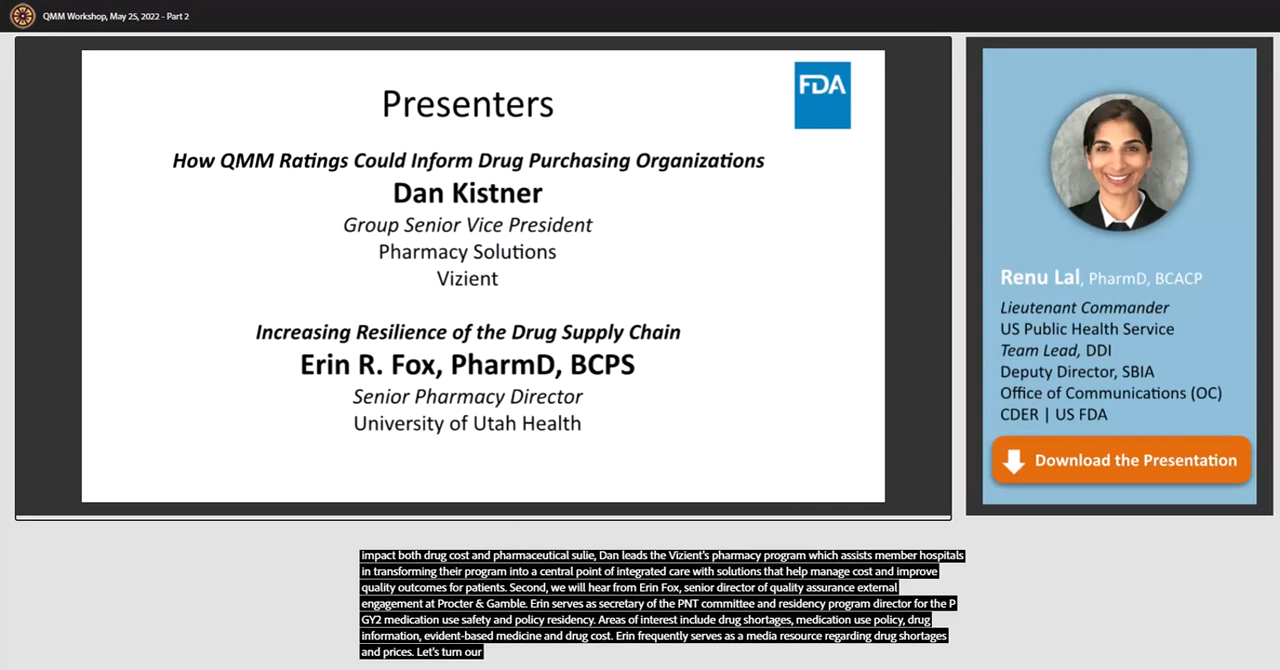 QMM Workshop, May 25, 2022 - Part 2
FDA
Presenters
How QMM Ratings Could Inform Drug Purchasing Organizations
Dan Kistner
Group Senior Vice President
Pharmacy Solutions
Vizient
Increasing Resilience of the Drug Supply Chain
Erin R. Fox, PharmD, BCPS
Senior Pharmacy Director
University of Utah Health
Renu Lal, PharmD, BCACP
Lieutenant Commander
US Public Health Service
Team Lead, DDI
Deputy Director, SBIA
Office of Communications (OC)
CDER | US FDA
Download the Presentation
impact both drug cost and pharmaceutical sulie, Dan leads the Vizient's pharmacy program which assists member hospitals
in transforming their program into a central point of integrated care with solutions that help manage cost and improve
quality outcomes for patients. Second, we will hear from Erin Fox, senior director of quality assurance external
engagement at Procter & Gamble. Erin serves as secretary of the PNT committee and residency program director for the P
GY2 medication use safety and policy residency. Areas of interest include drug shortages, medication use policy, drug
information, evident-based medicine and drug cost. Erin frequently serves as a media resource regarding drug shortages
and prices. Let's turn our